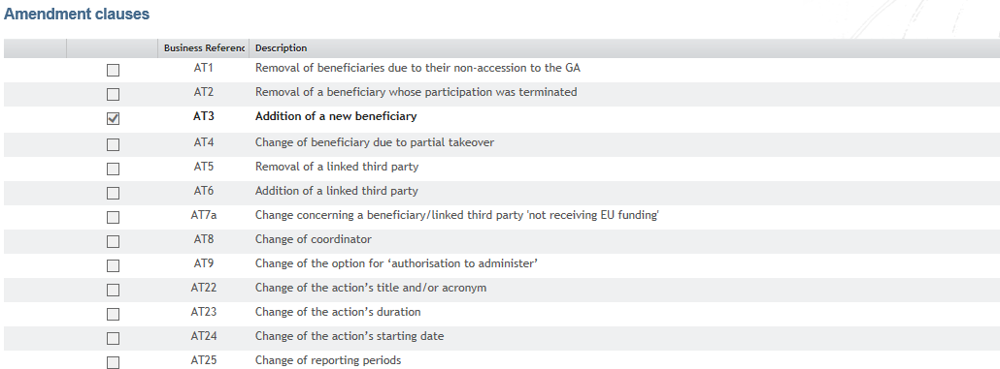 Amendment clauses
Business Referenc Description
AT1 Removal of beneficiaries due to their non-accession to the GA
AT2 Removal of a beneficiary whose participation was terminated
AT3 Addition of a new beneficiary
AT4 Change of beneficiary due to partial takeover
AT5 Removal of a linked third party
AT6 Addition of a linked third party
AT7a Change concerning a beneficiary/linked third party 'not receiving EU funding'
AT8 Change of coordinator
AT9 Change of the option for ‘authorisation to administer’
AT22 Change of the action’s title and/or acronym
AT23 Change of the action’s duration
AT24 Change of the action’s starting date
AT25 Change of reporting periods